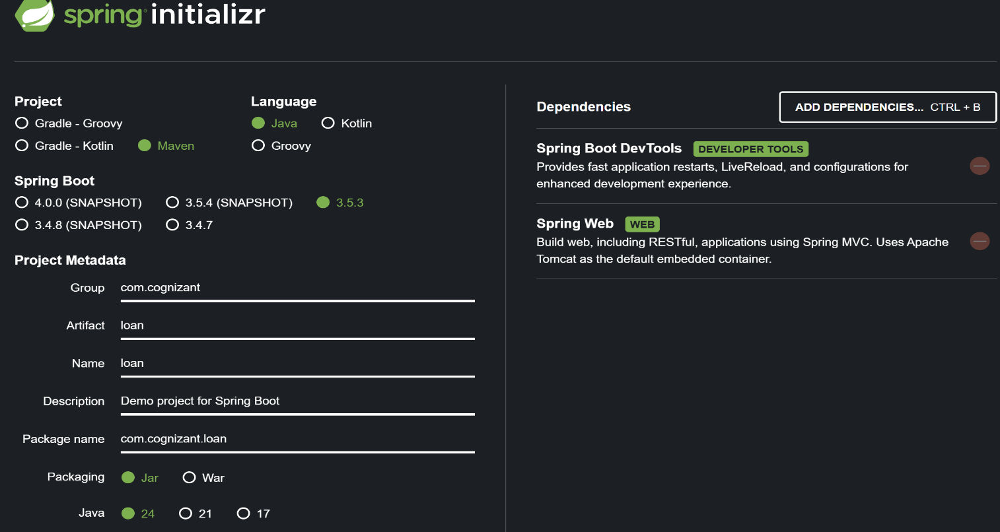 spring initializr
Project
Gradle - Groovy
Gradle - Kotlin Maven
Language
Java Kotlin
Groovy
Spring Boot
4.0.0 (SNAPSHOT) 3.5.4 (SNAPSHOT) 3.5.3
3.4.8 (SNAPSHOT) 3.4.7
Project Metadata
Group com.cognizant
Artifact loan
Name loan
Description Demo project for Spring Boot
Package name com.cognizant.loan
Packaging Jar War
Java 24 21 17
Dependencies ADD DEPENDENCIES... CTRL + B
Spring Boot DevTools DEVELOPER TOOLS
Provides fast application restarts, LiveReload, and configurations for
enhanced development experience.
Spring Web WEB
Build web, including RESTful, applications using Spring MVC. Uses Apache
Tomcat as the default embedded container.